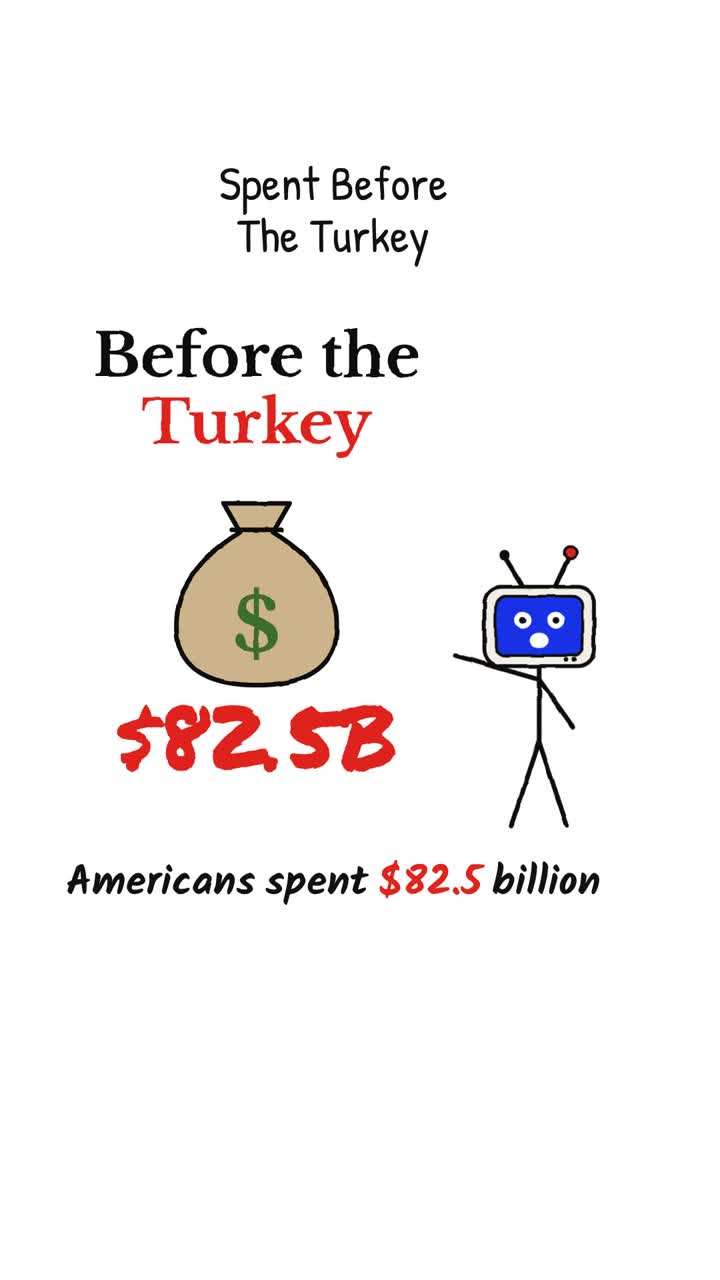 Spent Before
The Turkey
Before the
Turkey
$
$82.5B
Americans spent $82.5 billion